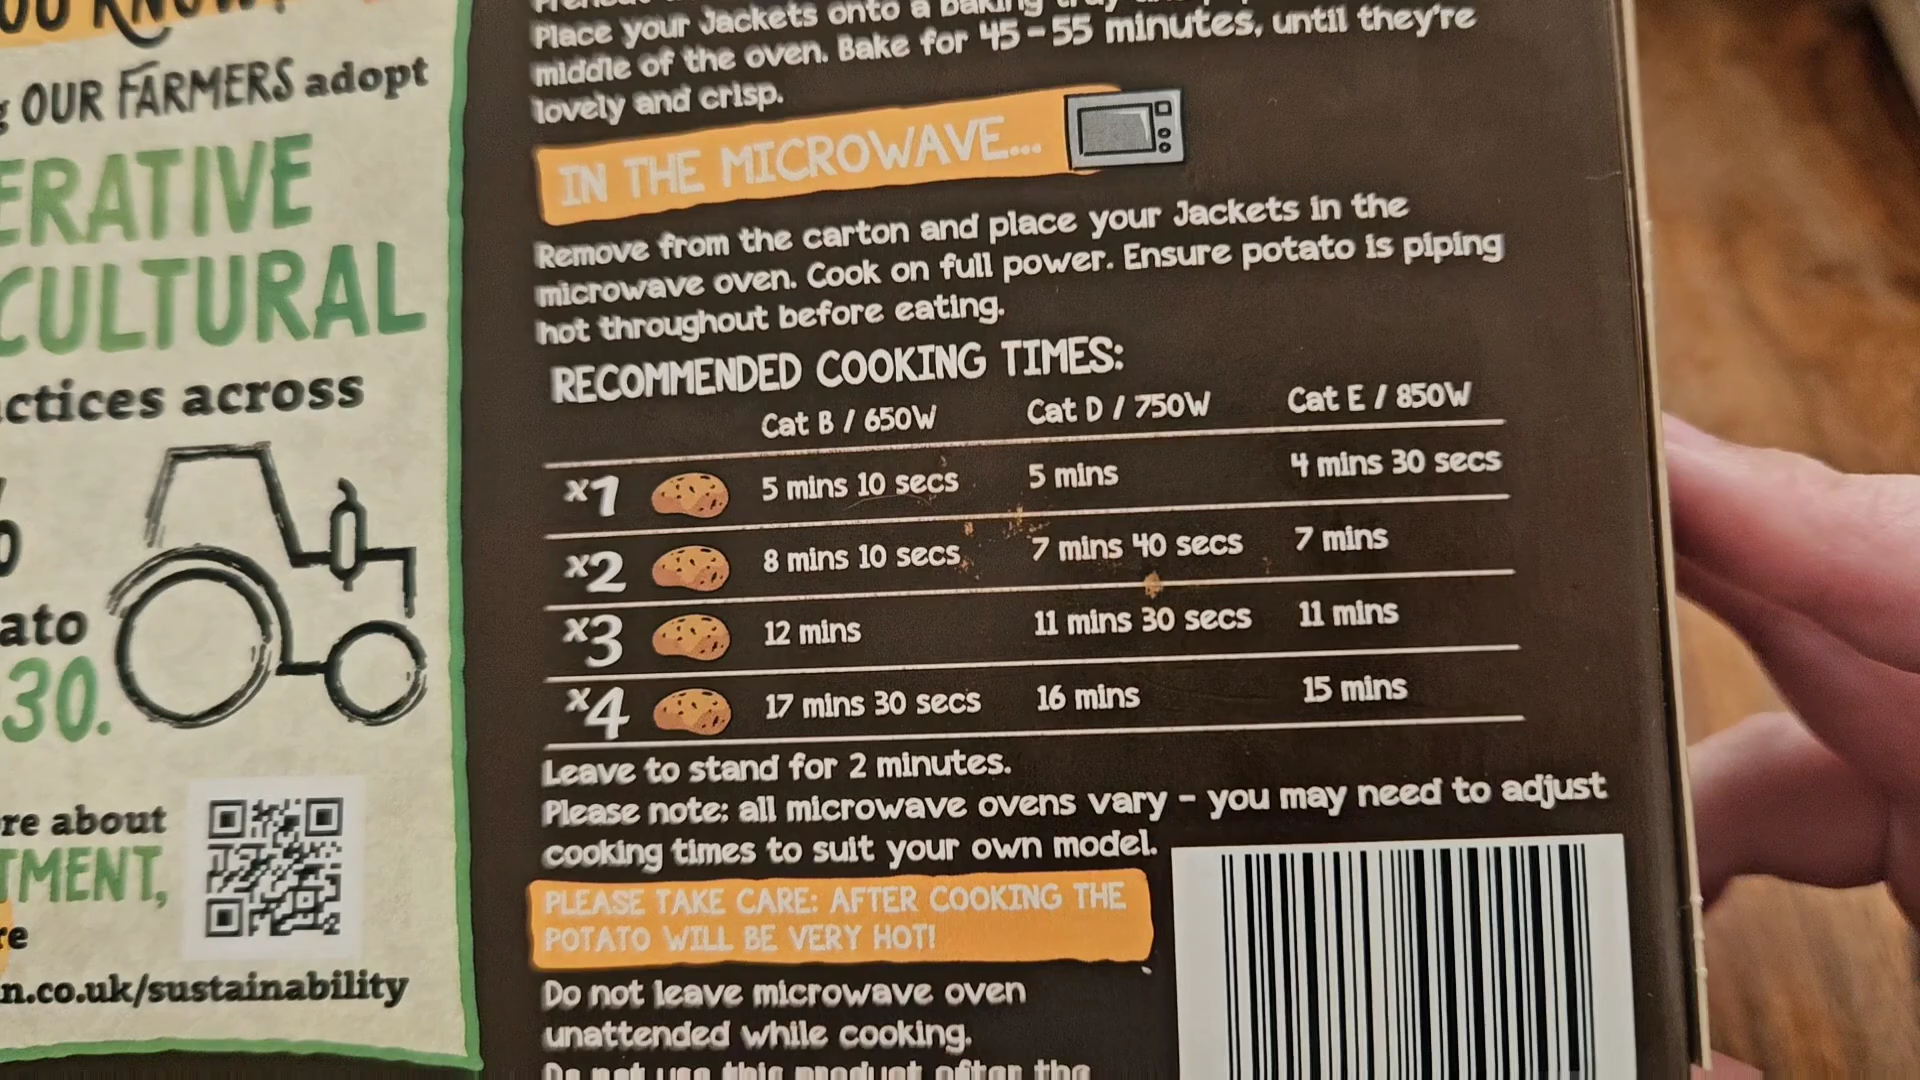 OUR FARMERS adopt
ERATIVE
CULTURAL
ctices across
ato
30.
re about
TMENT,
re
n.co.uk/sustainability
Place your Jackets onto a baking
middle of the oven. Bake for 45 - 55 minutes, until they're
lovely and crisp.
IN THE MICROWAVE...
Remove from the carton and place your Jackets in the
microwave oven. Cook on full power. Ensure potato is piping
hot throughout before eating.
RECOMMENDED COOKING TIMES:
Cat B / 650W Cat D / 750W Cat E / 850W
x1 5 mins 10 secs 5 mins 4 mins 30 secs
x2 8 mins 10 secs 7 mins 40 secs 7 mins
x3 12 mins 11 mins 30 secs 11 mins
x4 17 mins 30 secs 16 mins 15 mins
Leave to stand for 2 minutes.
Please note: all microwave ovens vary - you may need to adjust
cooking times to suit your own model.
PLEASE TAKE CARE: AFTER COOKING THE
POTATO WILL BE VERY HOT!
Do not leave microwave oven
unattended while cooking.
Do not use this product after the